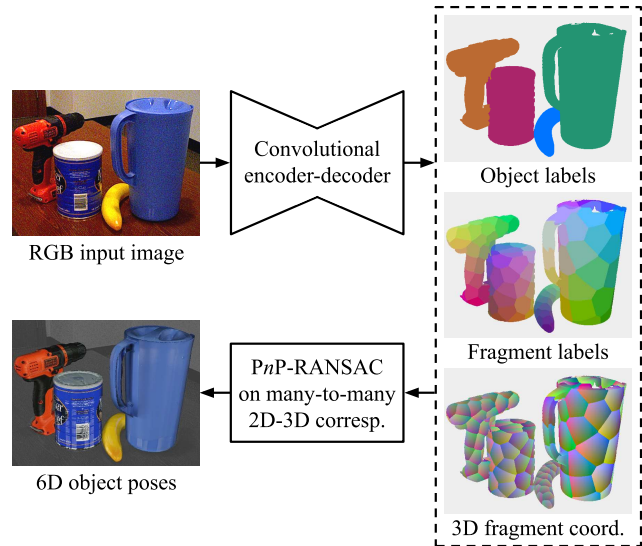 RGB input image
Convolutional
encoder-decoder
Object labels
Fragment labels
3D fragment coord.
PnP-RANSAC
on many-to-many
2D-3D corresp.
6D object poses